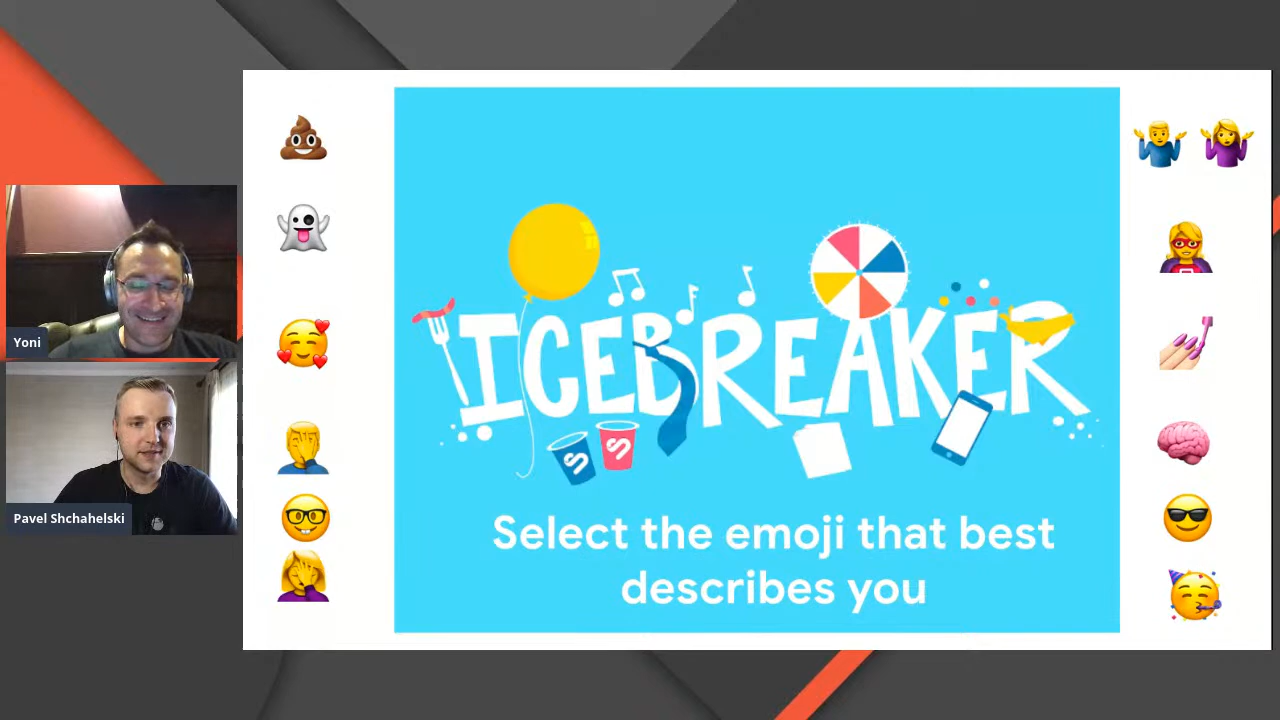 Yoni
Pavel Shchahelski
ICEBREAKER
Select the emoji that best
describes you